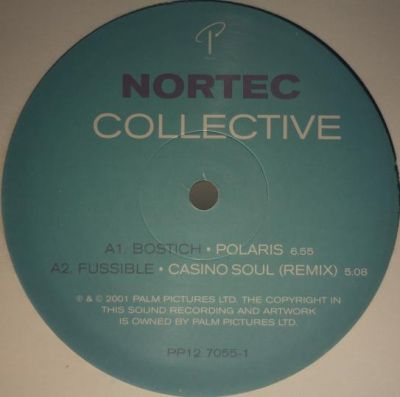 P
NORTEC
COLLECTIVE
A1. BOSTICH • POLARIS 6.55
A2. FUSSIBLE • CASINO SOUL (REMIX) 5.08
℗ & © 2001 PALM PICTURES LTD. THE COPYRIGHT IN
THIS SOUND RECORDING AND ARTWORK
IS OWNED BY PALM PICTURES LTD.
PP12 7055-1